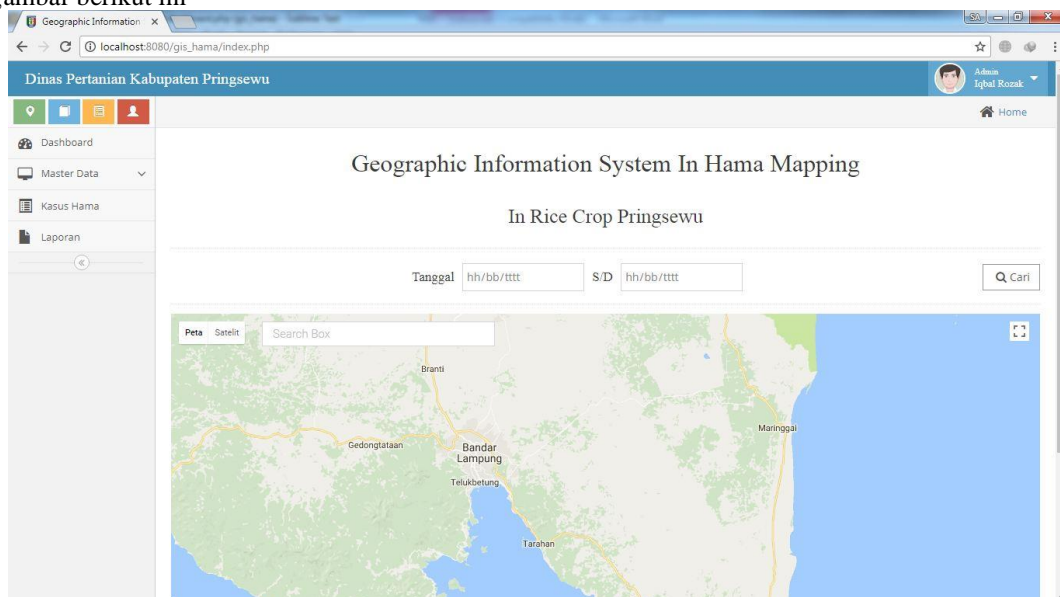 gambar berikut ini
Geographic Information
localhost:8080/gis_hama/index.php
Dinas Pertanian Kabupaten Pringsewu
Admin
Iqbal Rozak
Home
Dashboard
Master Data
Kasus Hama
Laporan
Geographic Information System In Hama Mapping
In Rice Crop Pringsewu
Tanggal hh/bb/tttt S/D hh/bb/tttt Cari
Peta Satelit Search Box
Branti
Maringgai
Gedongtataan
Bandar
Lampung
Telukbetung
Tarahan